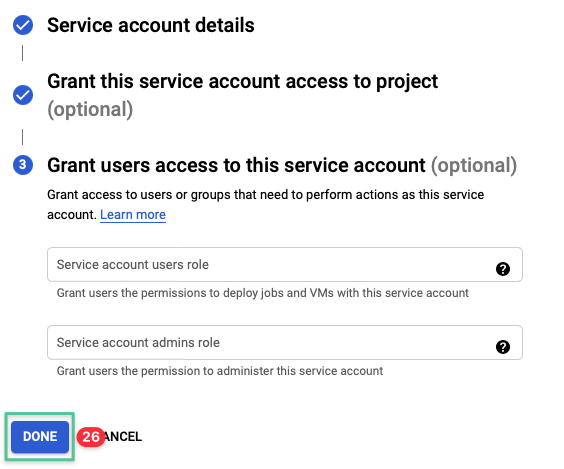 Service account details
Grant this service account access to project
(optional)
3 Grant users access to this service account (optional)
Grant access to users or groups that need to perform actions as this service
account. Learn more
Service account users role ?
Grant users the permissions to deploy jobs and VMs with this service account
Service account admins role ?
Grant users the permission to administer this service account
DONE 26 ANCEL